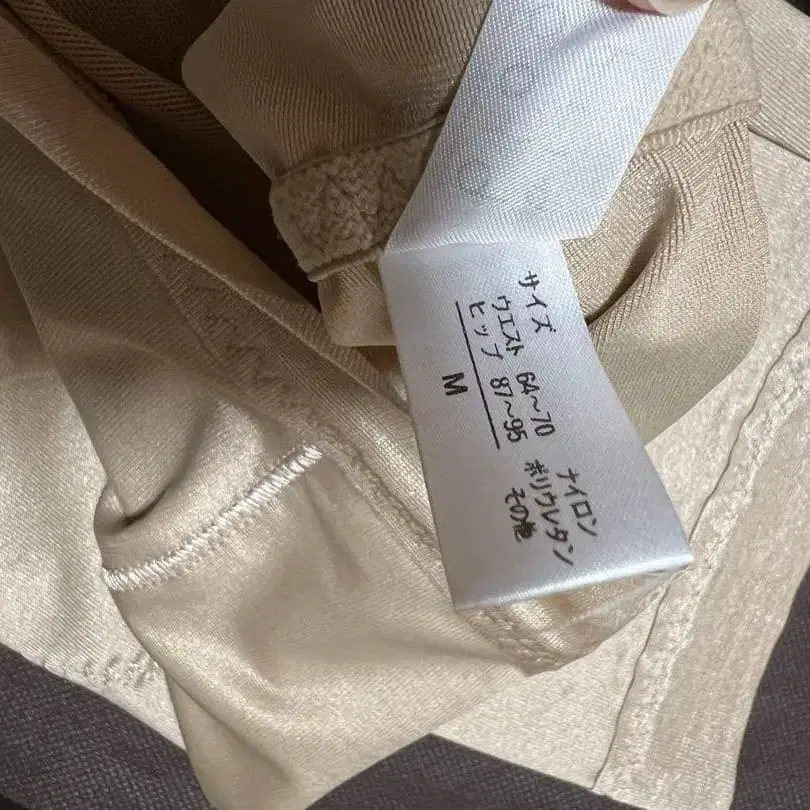 サイズ
ウエスト 64～70
ヒップ 87～95
M
ナイロン
ポリウレタン
その他